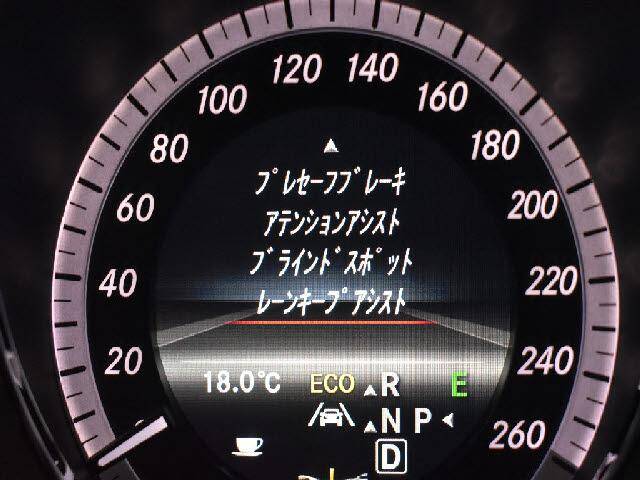 120 140
100 160
80 180
60 200
40 220
20 240
260
プレセーフブレーキ
アテンションアシスト
ブラインドスポット
レーンキープアシスト
18.0℃ ECO R E
N P
D